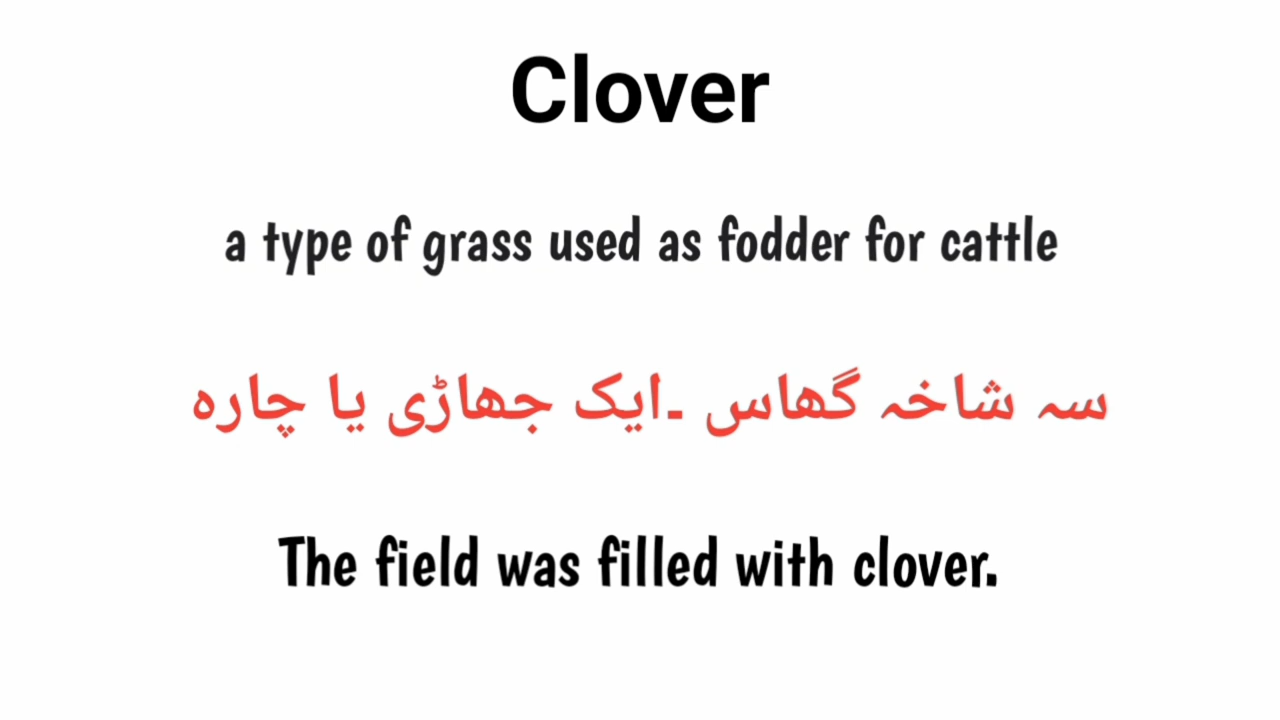 Clover
a type of grass used as fodder for cattle
سہ شاخہ گھاس ۔ایک جھاڑی یا چارہ
The field was filled with clover.